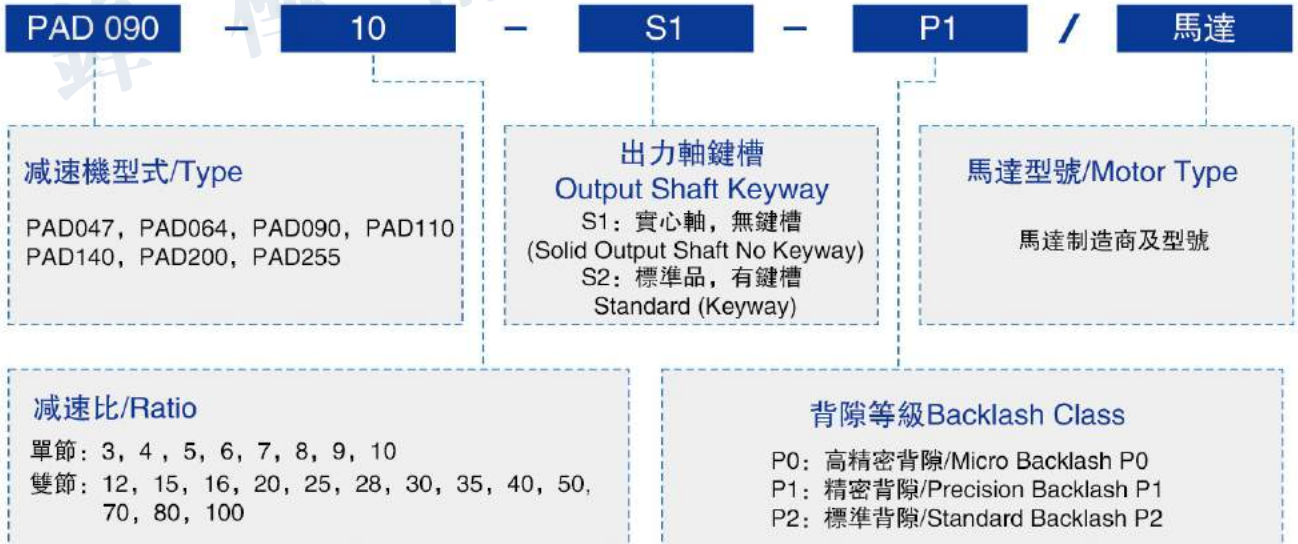 PAD 090 - 10 - S1 - P1 / 馬達
减速機型式/Type
PAD047，PAD064，PAD090，PAD110
PAD140，PAD200，PAD255
出力軸鍵槽
Output Shaft Keyway
S1：實心軸，無鍵槽
(Solid Output Shaft No Keyway)
S2：標準品，有鍵槽
Standard (Keyway)
馬達型號/Motor Type
馬達制造商及型號
减速比/Ratio
單節：3，4，5，6，7，8，9，10
雙節：12，15，16，20，25，28，30，35，40，50，
70，80，100
背隙等級Backlash Class
P0：高精密背隙/Micro Backlash P0
P1：精密背隙/Precision Backlash P1
P2：標準背隙/Standard Backlash P2